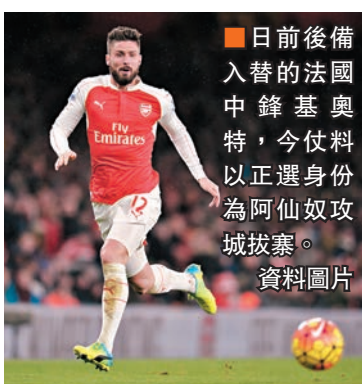 ■日前後備
入替的法國
中鋒基奧
特，今仗料
以正選身份
為阿仙奴攻
城拔寨。
資料圖片
Fly
Emirates
12